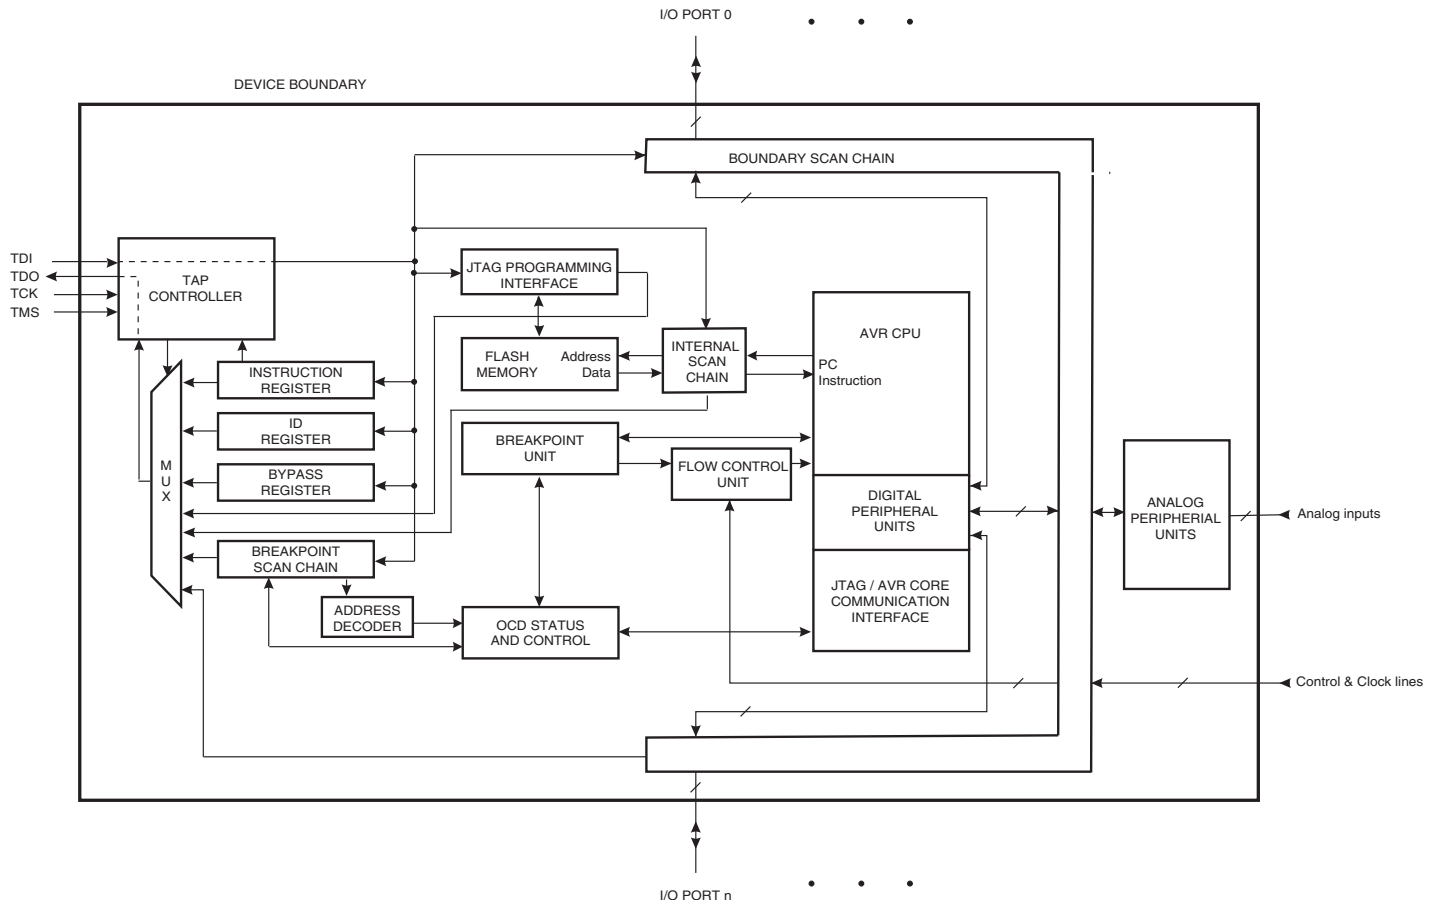 I/O PORT 0
DEVICE BOUNDARY
BOUNDARY SCAN CHAIN
TDI
TDO
TCK
TMS
TAP
CONTROLLER
JTAG PROGRAMMING
INTERFACE
AVR CPU
FLASH
MEMORY
Address
Data
INTERNAL
SCAN
CHAIN
PC
Instruction
INSTRUCTION
REGISTER
ID
REGISTER
BREAKPOINT
UNIT
FLOW CONTROL
UNIT
BYPASS
REGISTER
M
U
X
DIGITAL
PERIPHERAL
UNITS
ANALOG
PERIPHERIAL
UNITS
Analog inputs
BREAKPOINT
SCAN CHAIN
ADDRESS
DECODER
OCD STATUS
AND CONTROL
JTAG / AVR CORE
COMMUNICATION
INTERFACE
Control & Clock lines
I/O PORT n